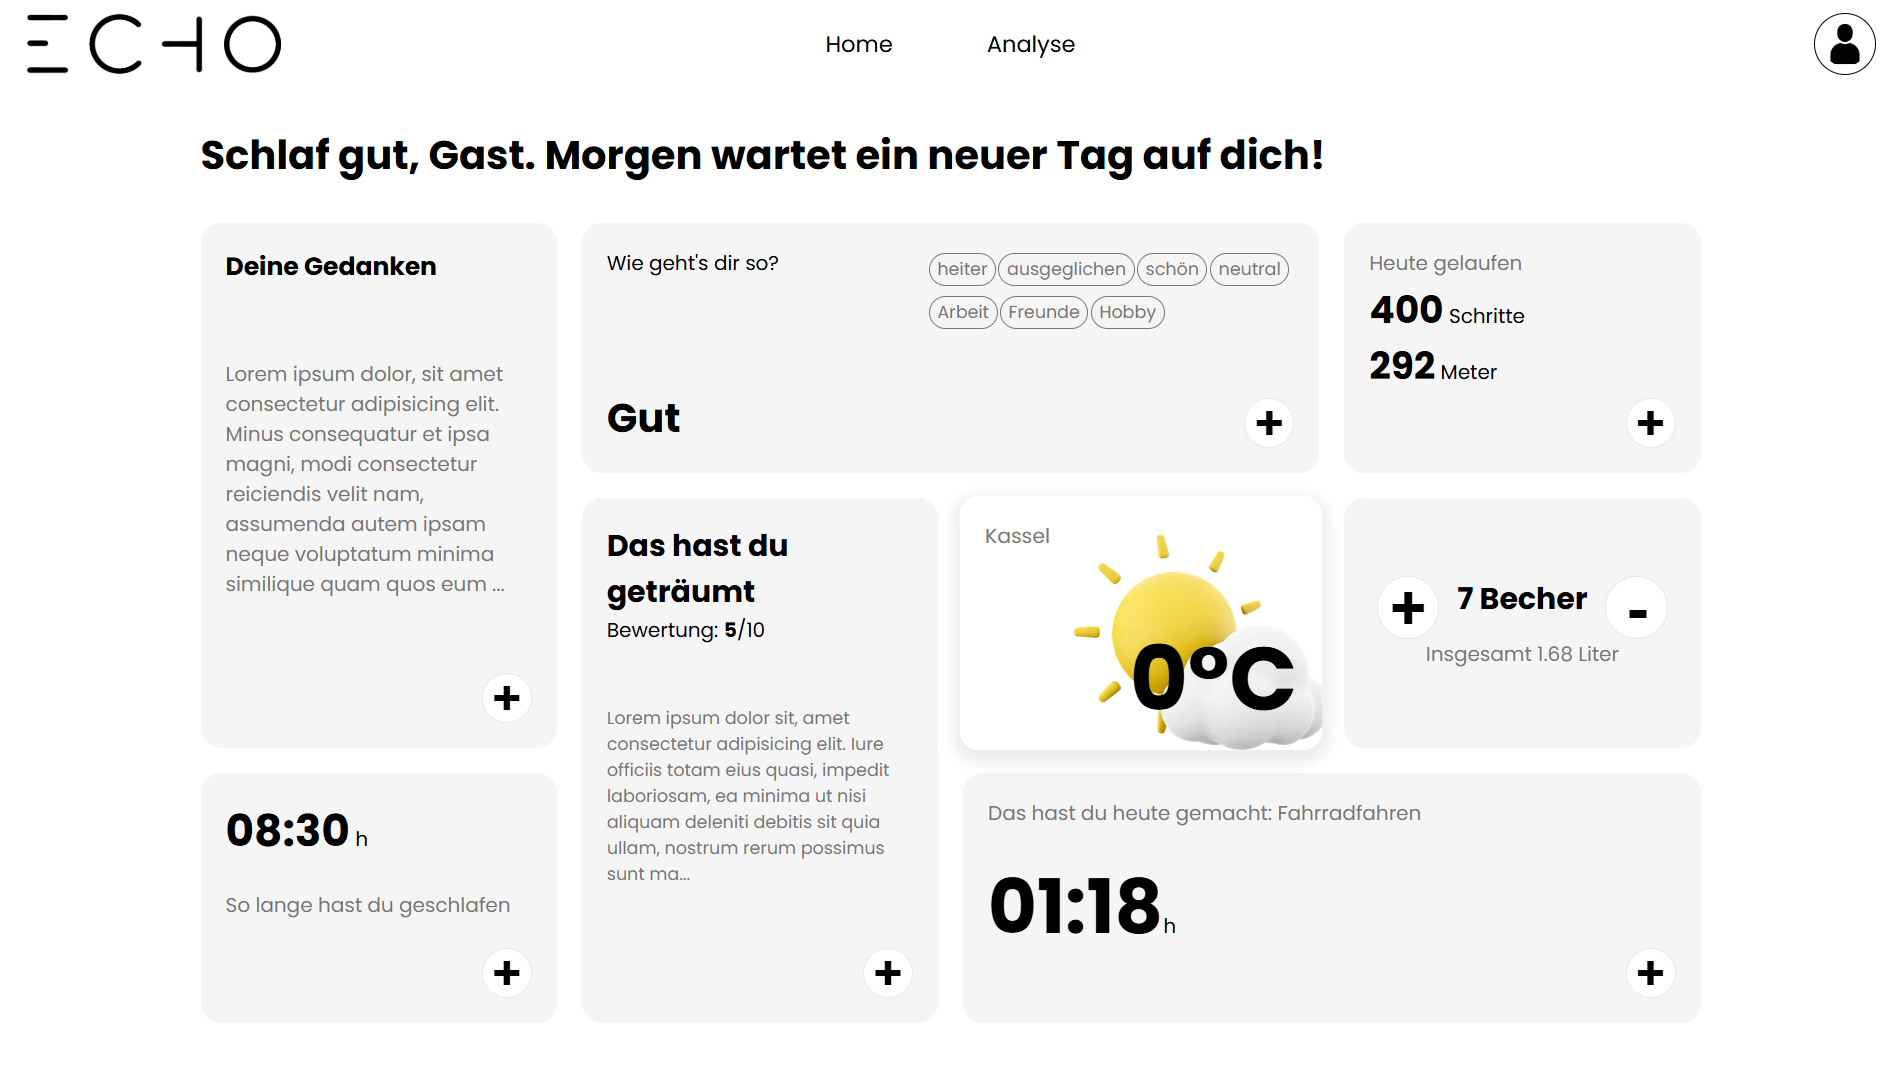 ECHO
Home
Analyse
Schlaf gut, Gast. Morgen wartet ein neuer Tag auf dich!
Deine Gedanken
Lorem ipsum dolor, sit amet
consectetur adipisicing elit.
Minus consequatur et ipsa
magni, modi consectetur
reiciendis velit nam,
assumenda autem ipsam
neque voluptatum minima
similique quam quos eum ...
+
Wie geht's dir so?
heiter ausgeglichen schön neutral
Arbeit Freunde Hobby
Gut
+
Heute gelaufen
400 Schritte
292 Meter
+
Das hast du
geträumt
Bewertung: 5/10
Lorem ipsum dolor sit, amet
consectetur adipisicing elit. Iure
officiis totam eius quasi, impedit
laboriosam, ea minima ut nisi
aliquam deleniti debitis sit quia
ullam, nostrum rerum possimus
sunt ma...
+
Kassel
0°C
+ 7 Becher -
Insgesamt 1.68 Liter
08:30 h
So lange hast du geschlafen
+
Das hast du heute gemacht: Fahrradfahren
01:18 h
+